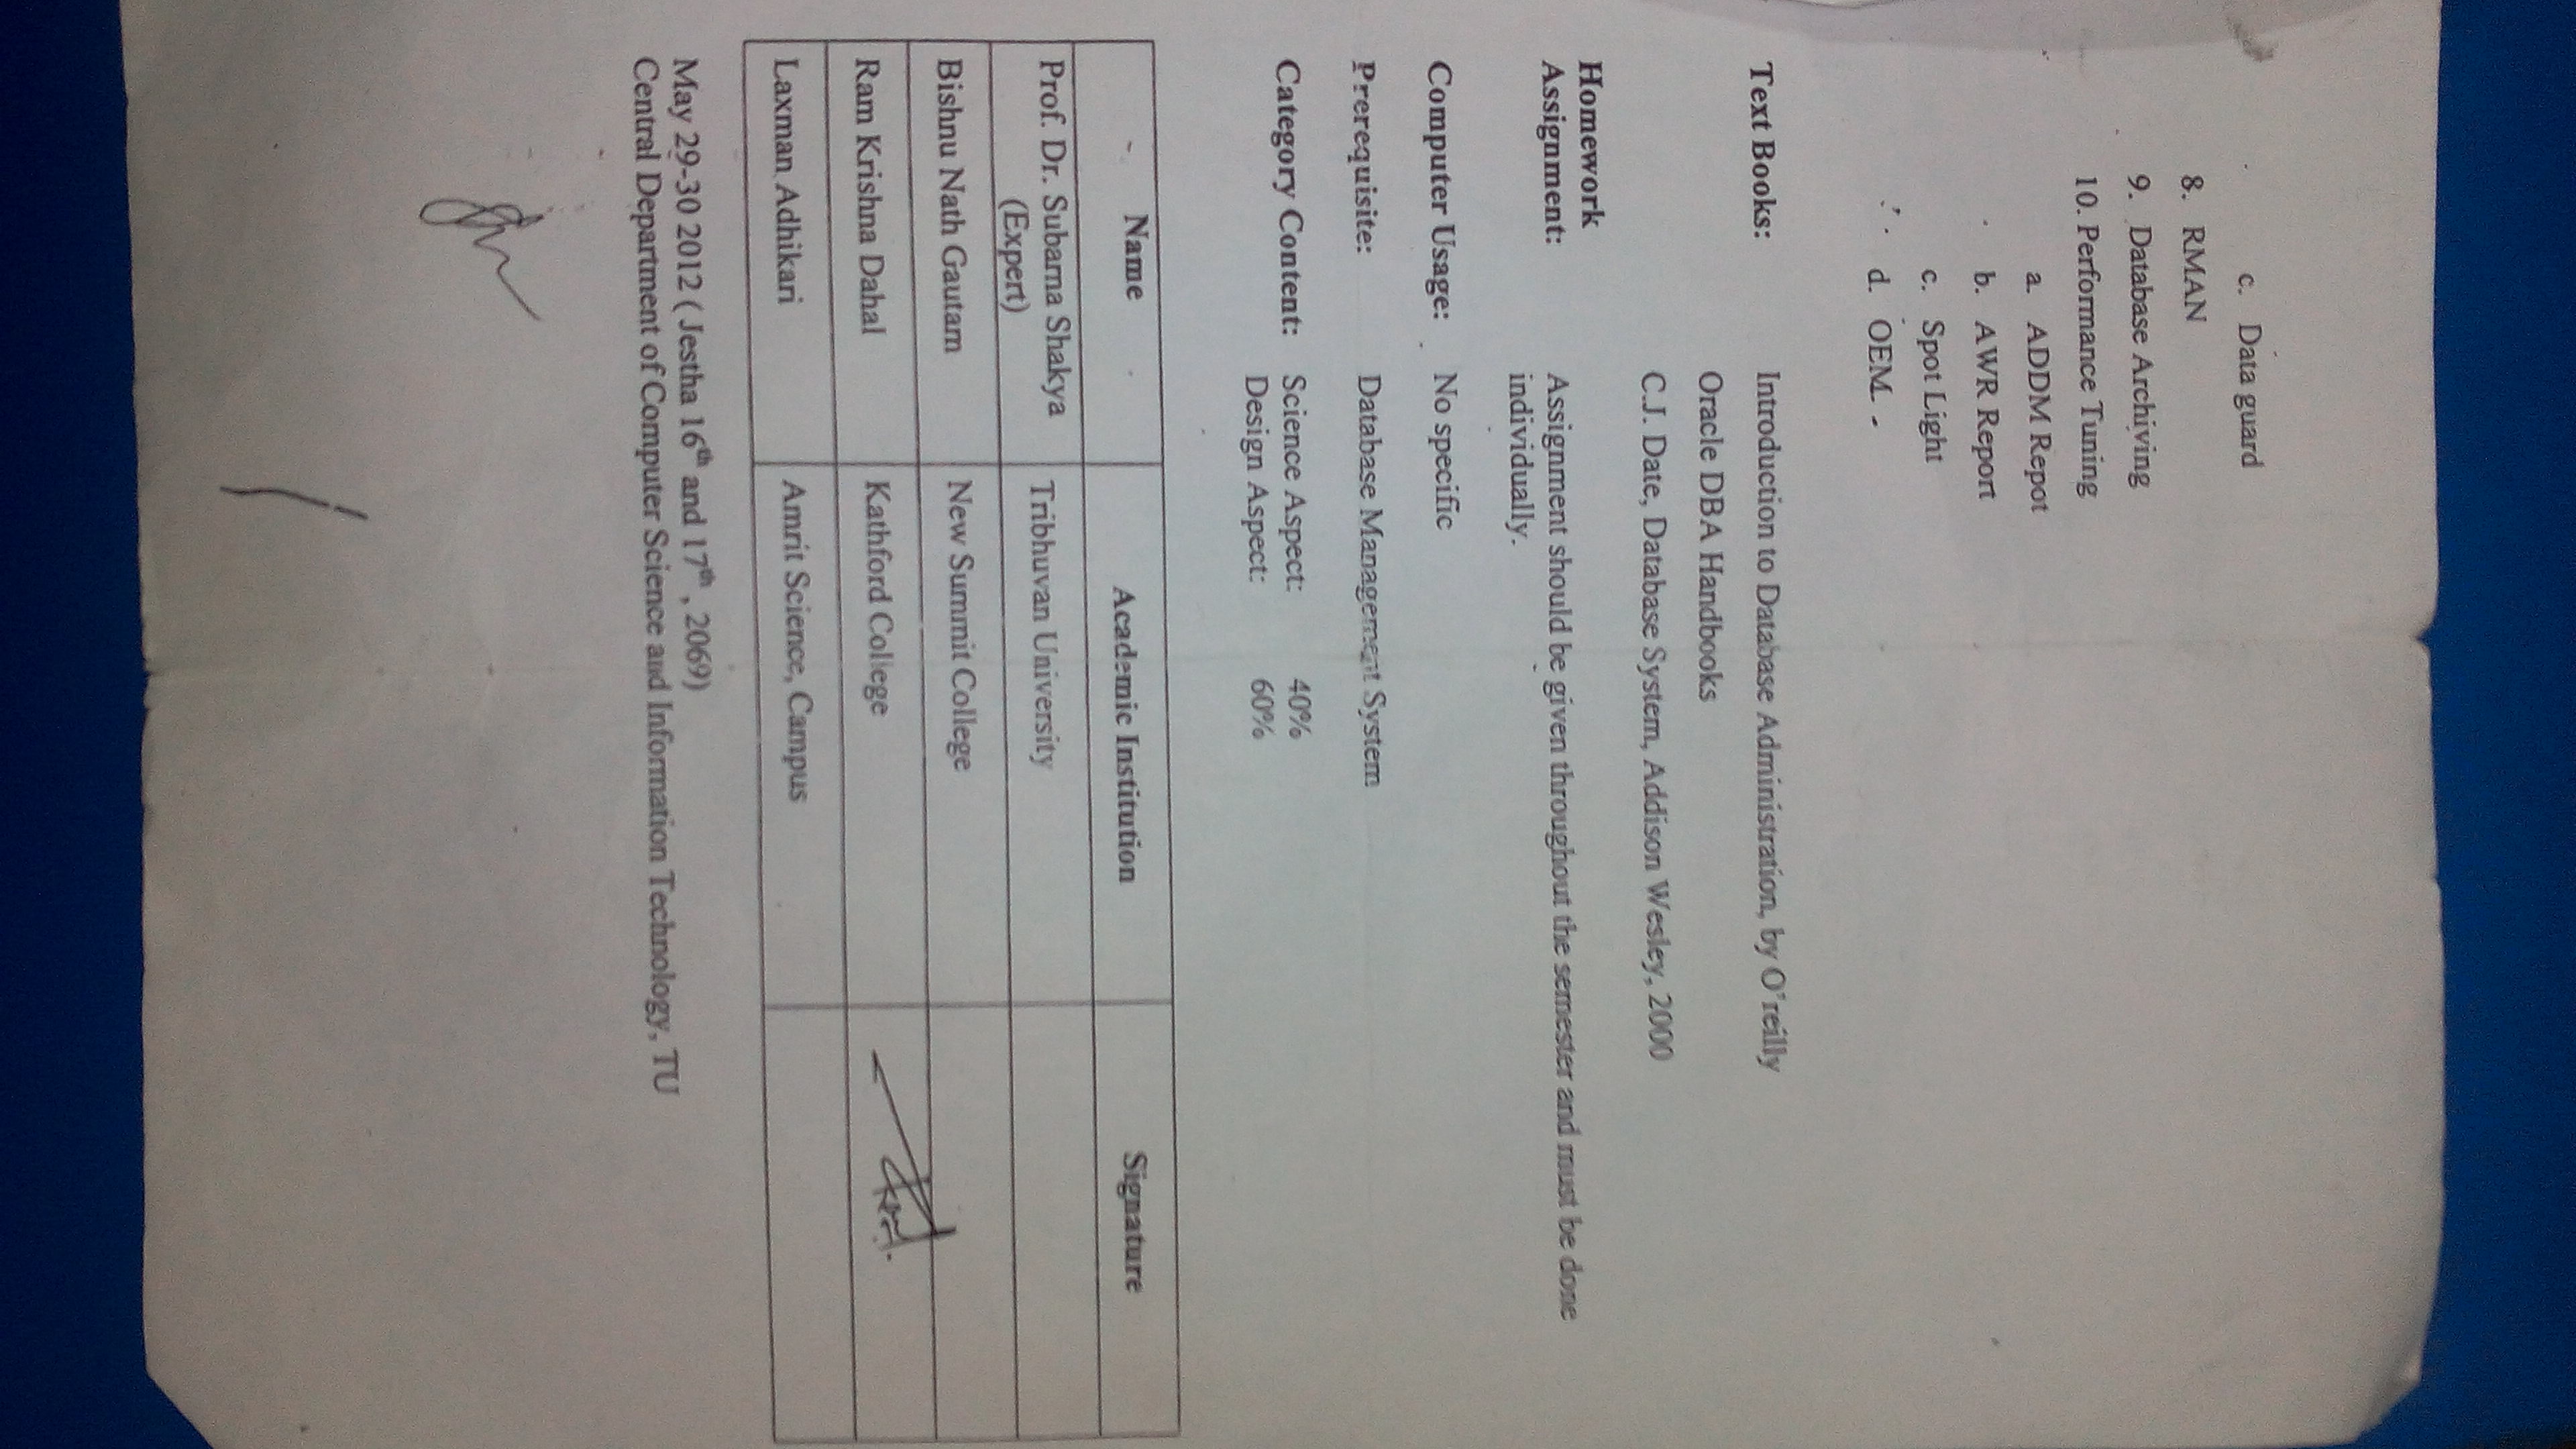 c. Data guard
8. RMAN
9. Database Archiving
10. Performance Tuning
a. ADDM Repot
b. AWR Report
c. Spot Light
d. OEM
Text Books: Introduction to Database Administration, by O'reilly
Oracle DBA Handbooks
C.J. Date, Database System, Addison Wesley, 2000
Homework
Assignment: Assignment should be given throughout the semester and must be done
individually.
Computer Usage: No specific
Prerequisite: Database Management System
Category Content: Science Aspect: 40%
Design Aspect: 60%
Name Academic Institution Signature
Prof. Dr. Subarna Shakya Tribhuvan University
(Expert)
Bishnu Nath Gautam New Summit College
Ram Krishna Dahal Kathford College
Laxman Adhikari Amrit Science, Campus
May 29-30 2012 ( Jestha 16th and 17th , 2069)
Central Department of Computer Science and Information Technology, TU